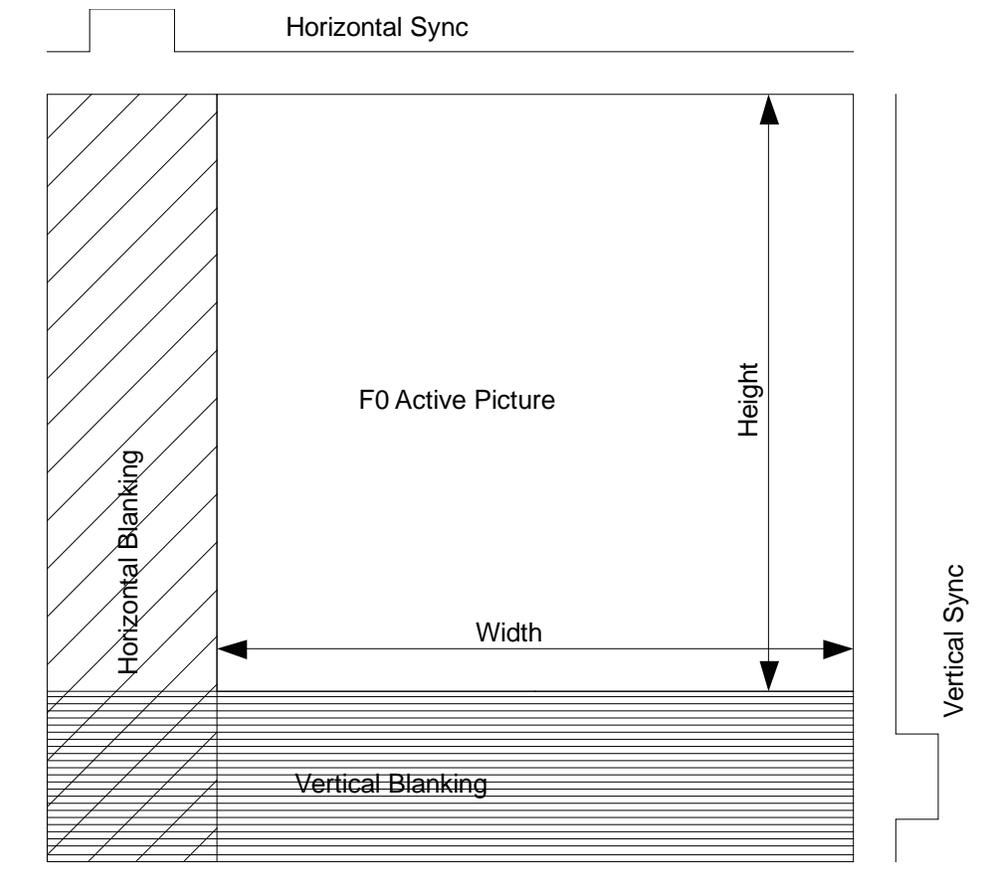 Horizontal Sync
F0 Active Picture
Height
Horizontal Blanking
Width
Vertical Sync
Vertical Blanking